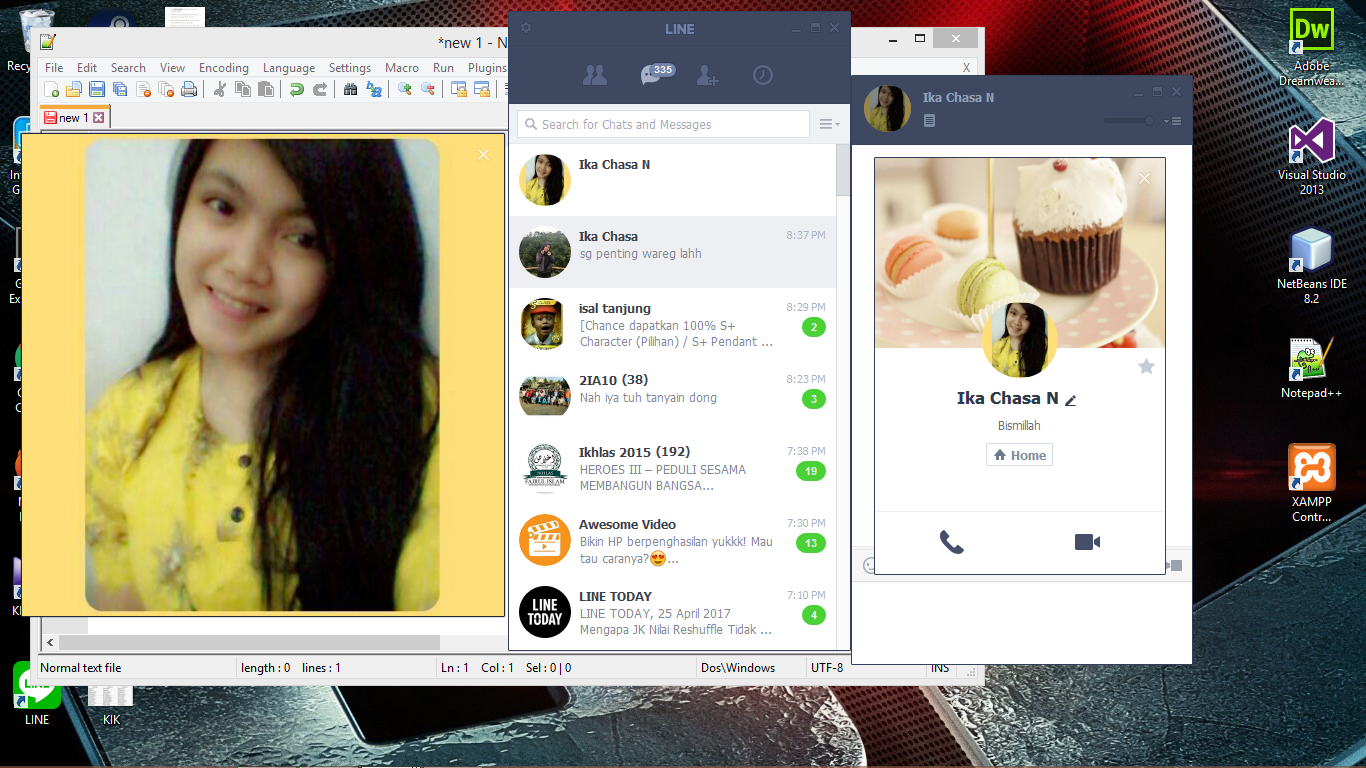 *new 1 - N
File Edit Search View Encoding Language Settings Macro Run Plugins
X
new 1
LINE
335
Search for Chats and Messages
Ika Chasa N
Ika Chasa
8:37 PM
sg penting wareg lahh
isal tanjung
8:29 PM
[Chance dapatkan 100% S+
2
Character (Pilihan) / S+ Pendant ...
2IA10 (38)
8:23 PM
Nah iya tuh tanyain dong
3
Ikhlas 2015 (192)
7:38 PM
HEROES III – PEDULI SESAMA
19
MEMBANGUN BANGSA...
IKHLAS
FAJRUL ISLAM
Awesome Video
7:30 PM
Bikin HP berpenghasilan yukkk! Mau
13
tau caranya?😍...
LINE TODAY
7:10 PM
LINE TODAY, 25 April 2017
4
Mengapa JK Nilai Reshuffle Tidak ...
LINE
TODAY
Ika Chasa N
Ika Chasa N
Bismillah
Home
Normal text file
length : 0 lines : 1
Ln : 1 Col : 1 Sel : 0 | 0
Dos\Windows
UTF-8
INS
LINE
LINE
KIK
Dw
Adobe
Dreamwea...
Visual Studio
2013
NetBeans IDE
8.2
Notepad++
XAMPP
Contr...